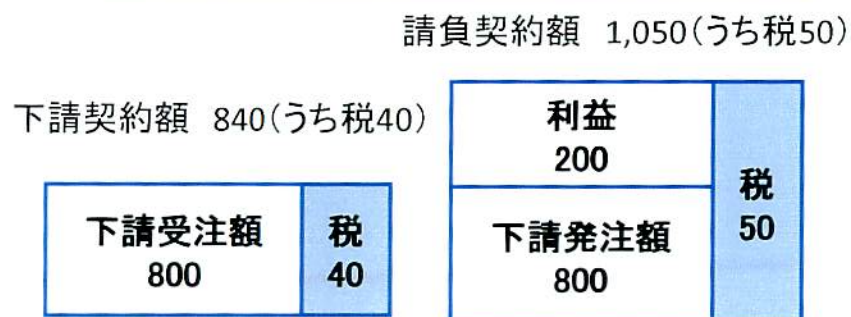 請負契約額 1,050(うち税50)
下請契約額 840(うち税40)
利益
200
税
50
下請受注額
800
税
40
下請発注額
800